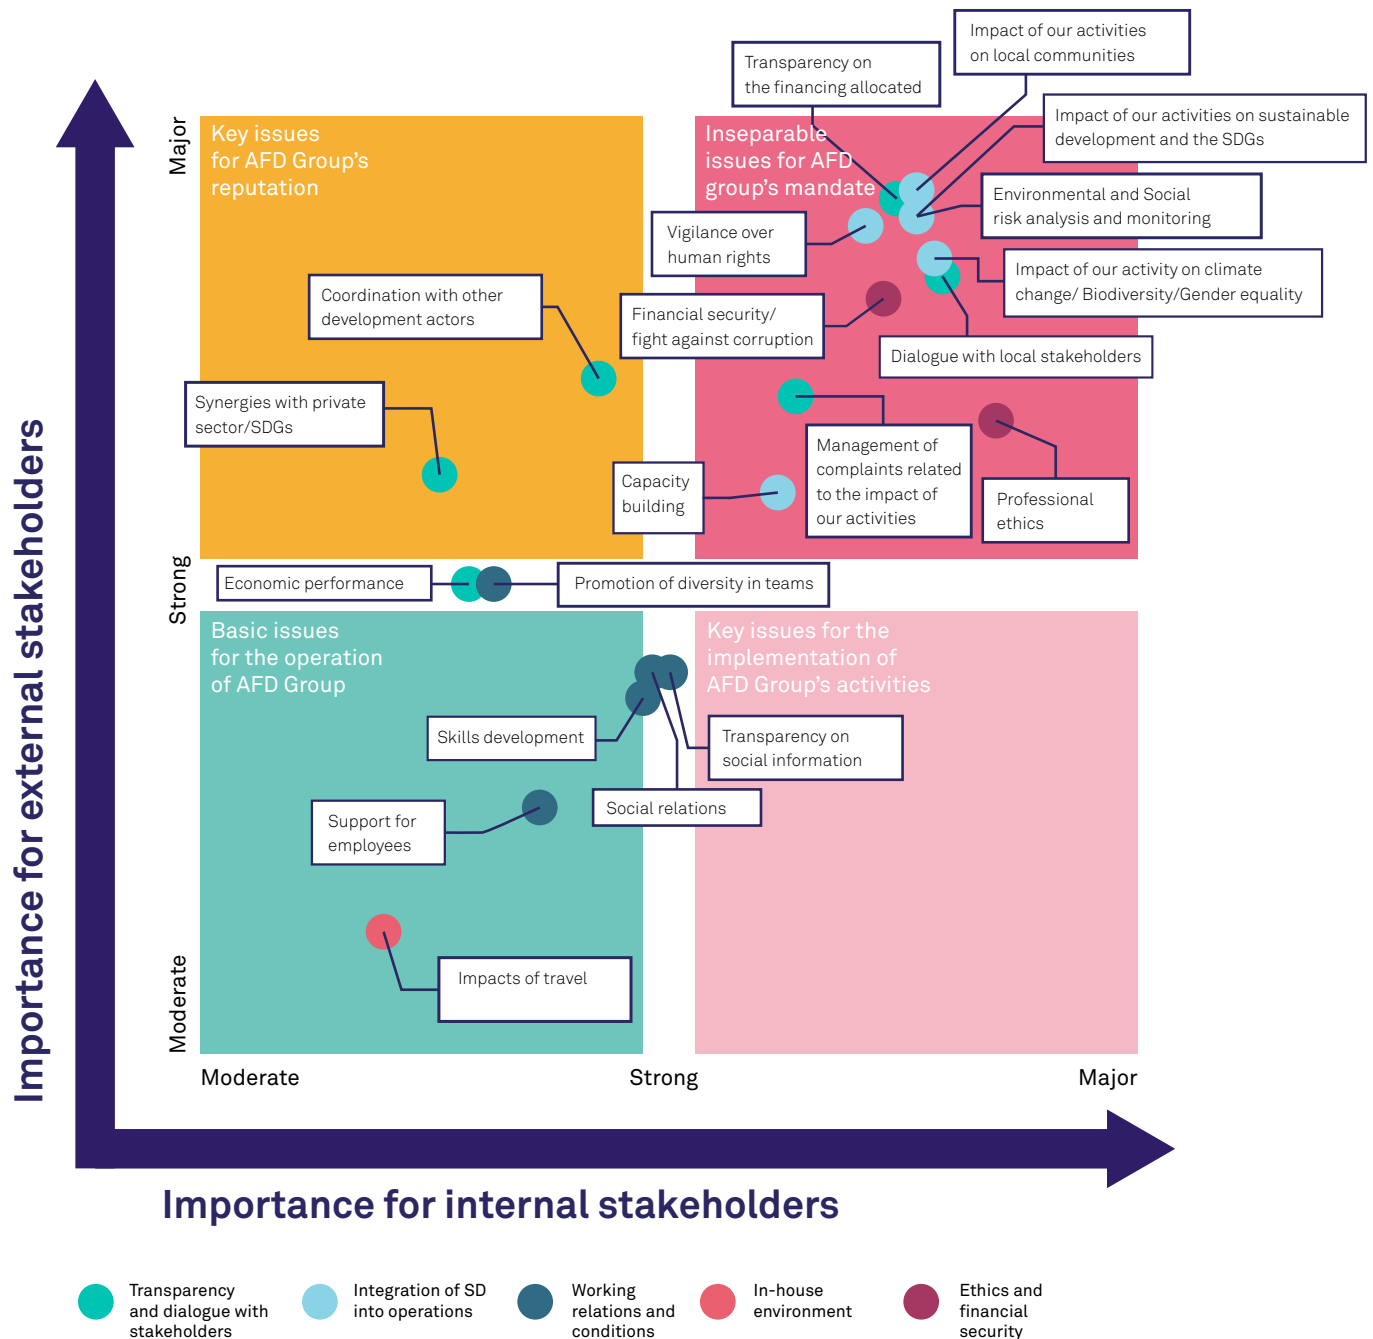 Impact of our activities
on local communities
Transparency on
the financing allocated
Impact of our activities on sustainable
development and the SDGs
Key issues
for AFD Group's
reputation
Inseparable
issues for AFD
group's mandate
Environmental and Social
risk analysis and monitoring
Vigilance over
human rights
Impact of our activity on climate
change/ Biodiversity/Gender equality
Coordination with other
development actors
Financial security/
fight against corruption
Dialogue with local stakeholders
Synergies with private
sector/SDGs
Management of
complaints related
to the impact of
our activities
Capacity
building
Professional
ethics
Economic performance
Promotion of diversity in teams
Basic issues
for the operation
of AFD Group
Key issues for the
implementation of
AFD Group's activities
Skills development
Transparency on
social information
Social relations
Support for
employees
Impacts of travel
Major
Strong
Moderate
Importance for external stakeholders
Moderate
Strong
Major
Importance for internal stakeholders
Transparency
and dialogue with
stakeholders
Integration of SD
into operations
Working
relations and
conditions
In-house
environment
Ethics and
financial
security